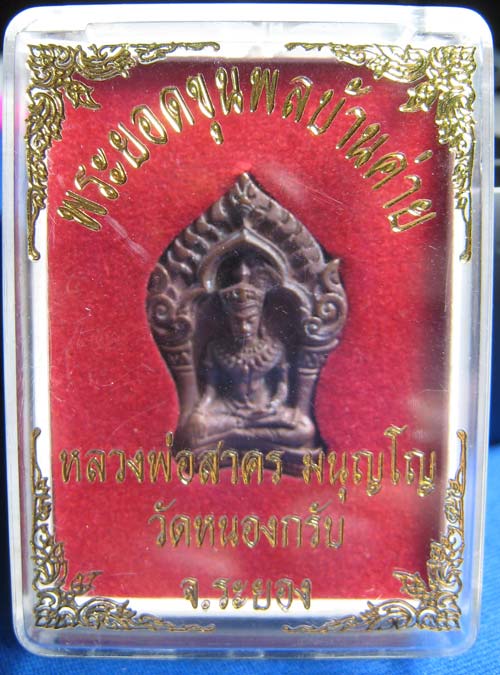 พระยอดขุนพลบ้านค่าย
หลวงพ่อสาคร มนุญโญ
วัดหนองกรับ
จ.ระยอง